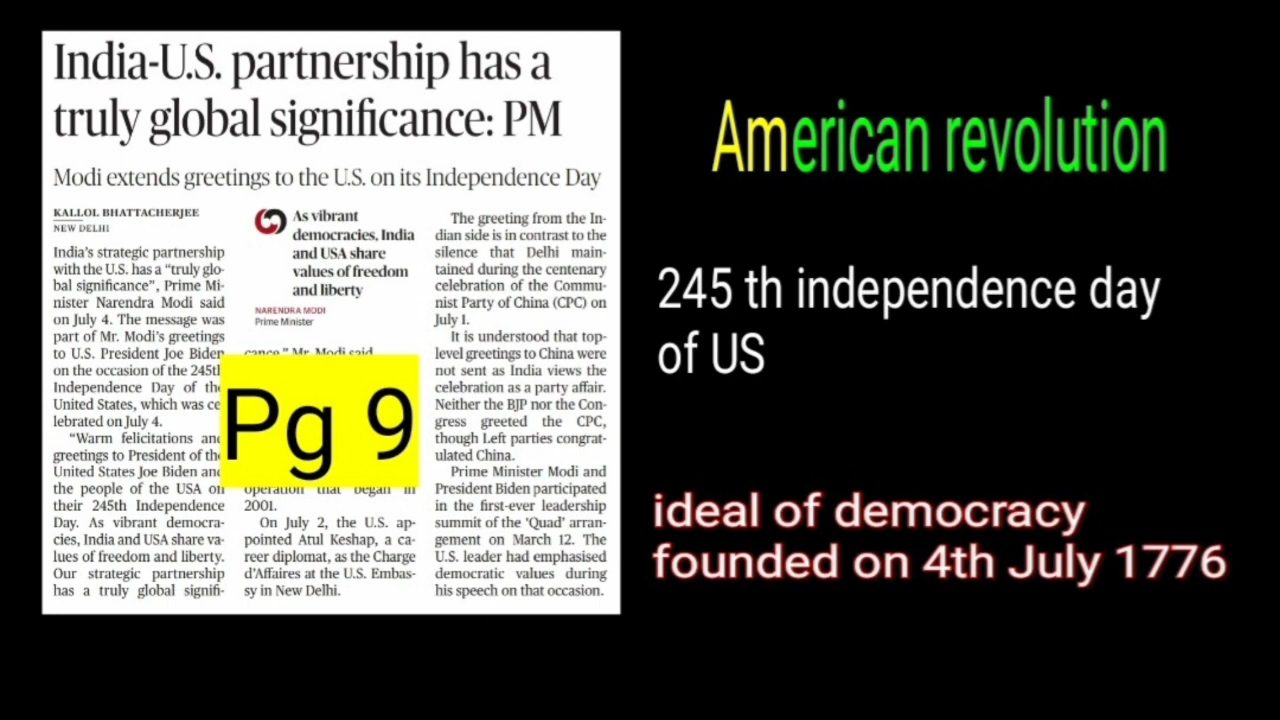 India-U.S. partnership has a
truly global significance: PM
Modi extends greetings to the U.S. on its Independence Day
KALLOL BHATTACHERJEE
NEW DELHI
India's strategic partnership
with the U.S. has a "truly glo-
bal significance", Prime Mi-
nister Narendra Modi said
on July 4. The message was
part of Mr. Modi's greetings
to U.S. President Joe Biden
on the occasion of the 245th
Independence Day of the
United States, which was ce-
lebrated on July 4.
"Warm felicitations and
greetings to President of the
United States Joe Biden and
the people of the USA on
their 245th Independence
Day. As vibrant democra-
cies, India and USA share va-
lues of freedom and liberty.
Our strategic partnership
has a truly global signifi-
As vibrant
democracies, India
and USA share
values of freedom
and liberty
NARENDRA MODI
Prime Minister
cance," Mr. Modi said
Pg 9
operation that began in
2001.
On July 2, the U.S. ap-
pointed Atul Keshap, a ca-
reer diplomat, as the Charge
d'Affaires at the U.S. Embas-
sy in New Delhi.
The greeting from the In-
dian side is in contrast to the
silence that Delhi main-
tained during the centenary
celebration of the Commu-
nist Party of China (CPC) on
July 1.
It is understood that top-
level greetings to China were
not sent as India views the
celebration as a party affair.
Neither the BJP nor the Con-
gress greeted the CPC,
though Left parties congrat-
ulated China.
Prime Minister Modi and
President Biden participated
in the first-ever leadership
summit of the 'Quad' arran-
gement on March 12. The
U.S. leader had emphasised
democratic values during
his speech on that occasion.
American revolution
245 th independence day
of US
ideal of democracy
founded on 4th July 1776